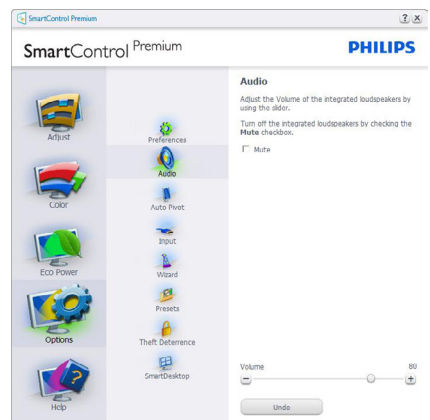 SmartControl Premium
SmartControl Premium
PHILIPS
Adjust
Color
Eco Power
Options
Help
Preferences
Audio
Auto Pivot
Input
Wizard
Presets
Theft Deterrence
SmartDesktop
Audio
Adjust the Volume of the integrated loudspeakers by
using the slider.
Turn off the integrated loudspeakers by checking the
Mute checkbox.
Mute
Volume
80
Undo